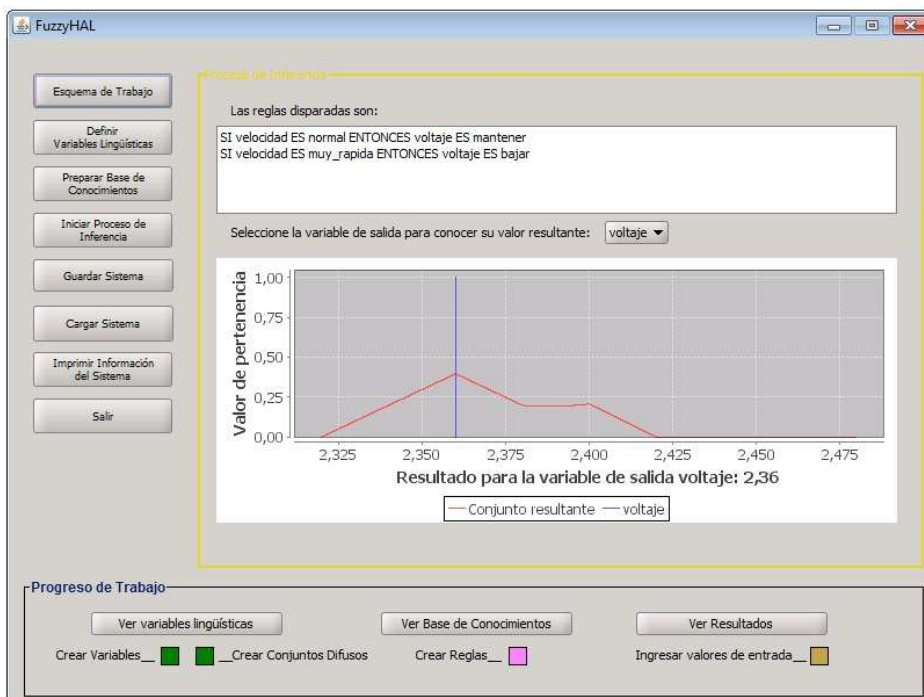 FuzzyHAL
Esquema de Trabajo
Definir
Variables Lingüísticas
Preparar Base de
Conocimientos
Iniciar Proceso de
Inferencia
Guardar Sistema
Cargar Sistema
Imprimir Información
del Sistema
Salir
Proceso de Inferencia
Las reglas disparadas son:
SI velocidad ES normal ENTONCES voltaje ES mantener
SI velocidad ES muy_rapida ENTONCES voltaje ES bajar
Seleccione la variable de salida para conocer su valor resultante:
voltaje
Valor de pertenencia
1,00
0,75
0,50
0,25
0,00
2,325 2,350 2,375 2,400 2,425 2,450 2,475
Resultado para la variable de salida voltaje: 2,36
Conjunto resultante voltaje
Progreso de Trabajo
Ver variables lingüísticas Ver Base de Conocimientos Ver Resultados
Crear Variables__ __Crear Conjuntos Difusos Crear Reglas__ Ingresar valores de entrada__